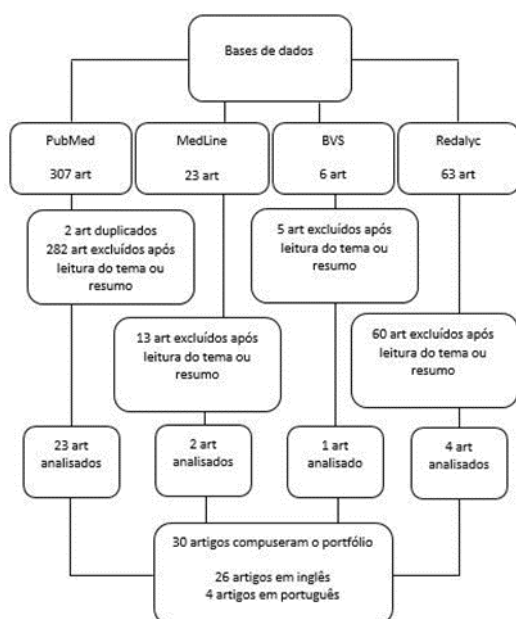 Bases de dados
PubMed
307 art
MedLine
23 art
BVS
6 art
Redalyc
63 art
2 art duplicados
282 art excluídos após
leitura do tema ou
resumo
5 art excluídos após
leitura do tema ou
resumo
13 art excluídos após
leitura do tema ou
resumo
60 art excluídos após
leitura do tema ou
resumo
23 art
analisados
2 art
analisados
1 art
analisado
4 art
analisados
30 artigos compuseram o portfólio
26 artigos em inglês
4 artigos em português